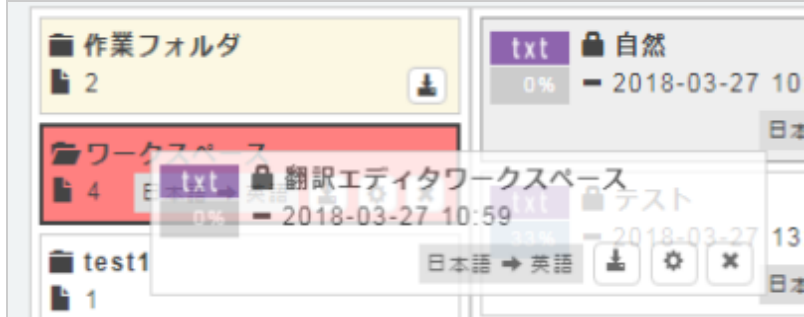 作業フォルダ
2
ワークスペース
4
test1
1
txt 翻訳エディタワークスペース
0% 2018-03-27 10:59
日本語 → 英語
txt 自然
0% 2018-03-27 10
日本
txt テスト
33% 2018-03-27 13
日本